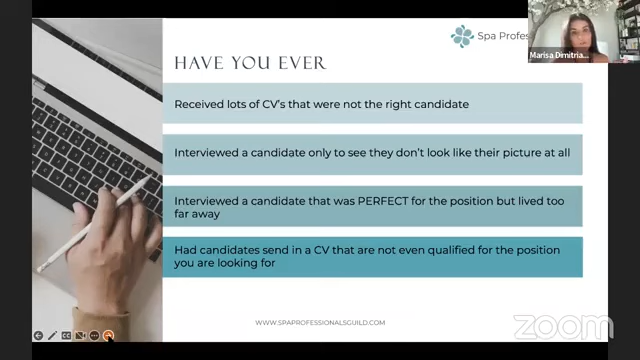 Spa Profes
Marisa Dimitria...
HAVE YOU EVER
Received lots of CV's that were not the right candidate
Interviewed a candidate only to see they don't look like their picture at all
Interviewed a candidate that was PERFECT for the position but lived too
far away
Had candidates send in a CV that are not even qualified for the position
you are looking for
WWW.SPAPROFESSIONALSGUILD.COM
zoom